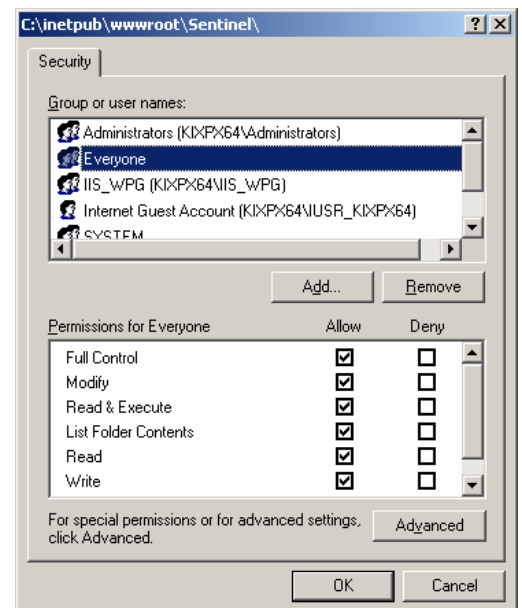 C:\inetpub\wwwroot\Sentinel\
Security
Group or user names:
Administrators (KIXPX64\Administrators)
Everyone
IIS_WPG (KIXPX64\IIS_WPG)
Internet Guest Account (KIXPX64\IUSR_KIXPX64)
SYSTEM
Add... Remove
Permissions for Everyone Allow Deny
Full Control
Modify
Read & Execute
List Folder Contents
Read
Write
For special permissions or for advanced settings, click Advanced.
Advanced
OK Cancel